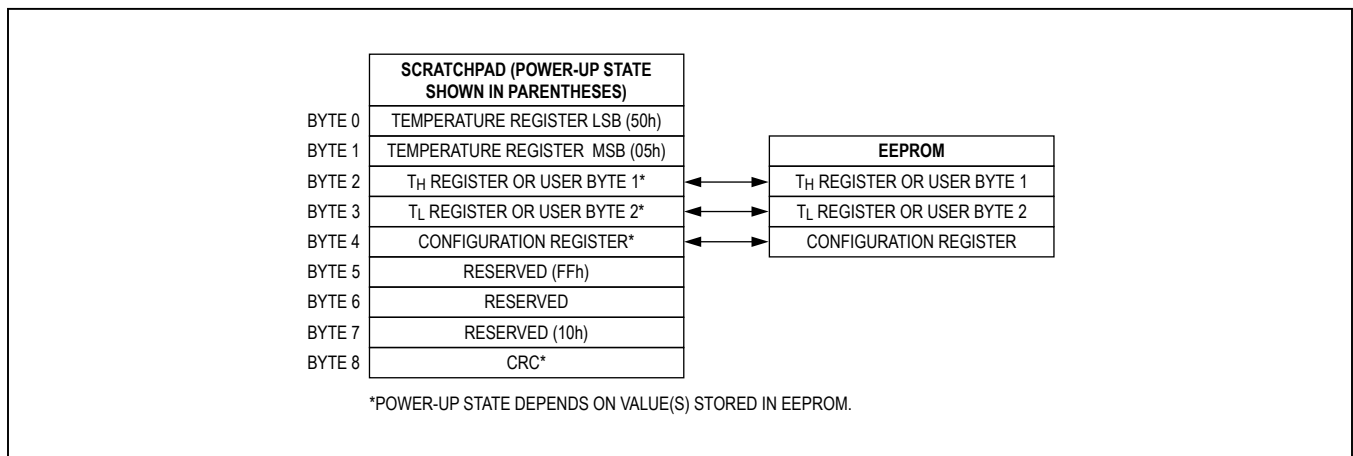 SCRATCHPAD (POWER-UP STATE
SHOWN IN PARENTHESES)
BYTE 0 TEMPERATURE REGISTER LSB (50h)
BYTE 1 TEMPERATURE REGISTER MSB (05h) EEPROM
BYTE 2 TH REGISTER OR USER BYTE 1* TH REGISTER OR USER BYTE 1
BYTE 3 TL REGISTER OR USER BYTE 2* TL REGISTER OR USER BYTE 2
BYTE 4 CONFIGURATION REGISTER* CONFIGURATION REGISTER
BYTE 5 RESERVED (FFh)
BYTE 6 RESERVED
BYTE 7 RESERVED (10h)
BYTE 8 CRC*
*POWER-UP STATE DEPENDS ON VALUE(S) STORED IN EEPROM.